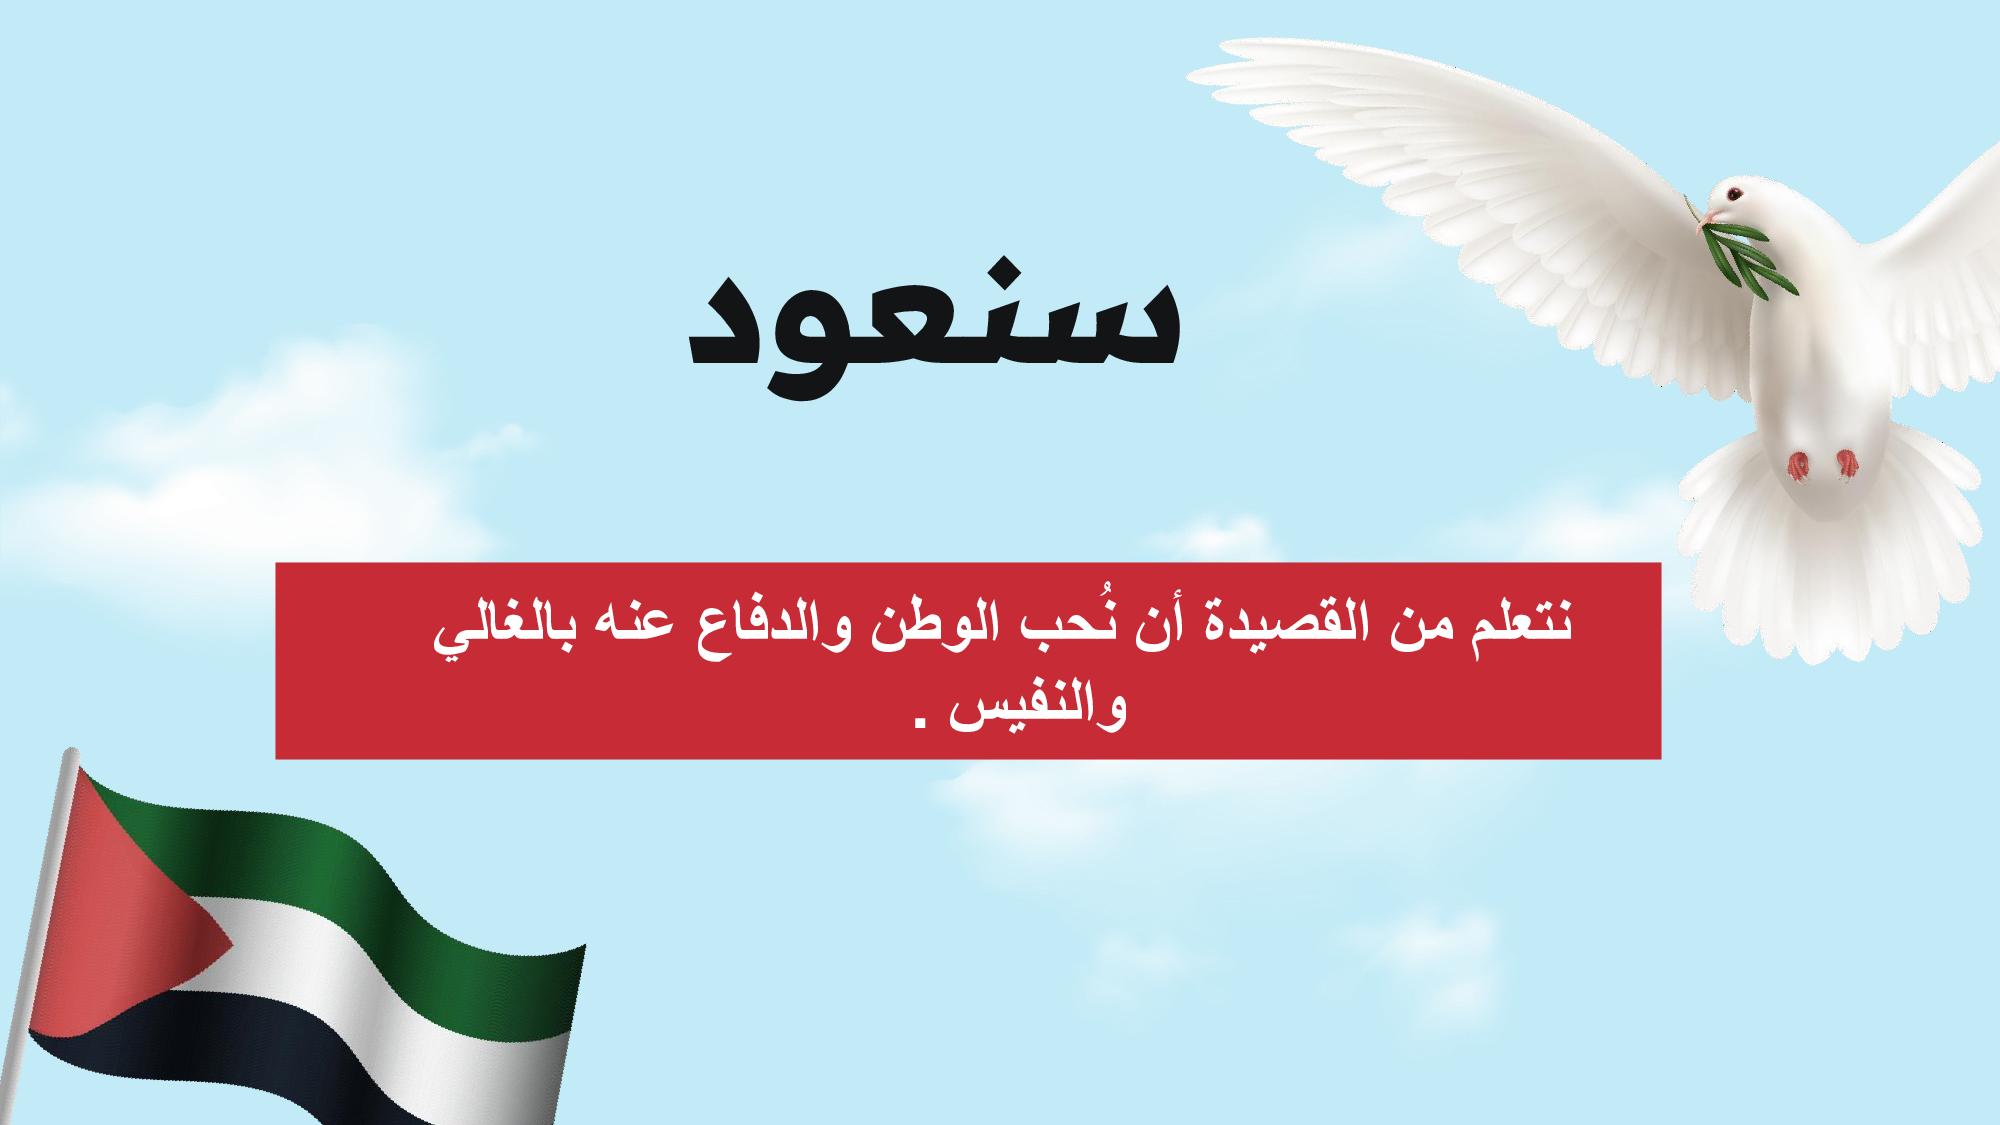 سنعود
نتعلم من القصيدة أن نُحب الوطن والدفاع عنه بالغالي
والنفيس .